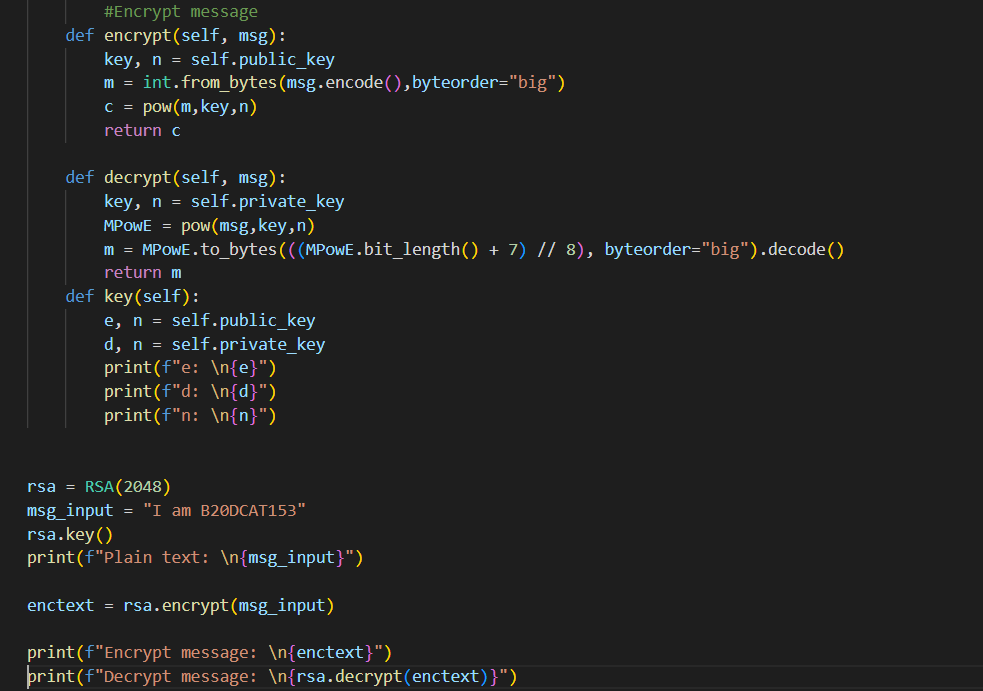 #Encrypt message
def encrypt(self, msg):
key, n = self.public_key
m = int.from_bytes(msg.encode(),byteorder="big")
c = pow(m,key,n)
return c
def decrypt(self, msg):
key, n = self.private_key
MPowE = pow(msg,key,n)
m = MPowE.to_bytes(((MPowE.bit_length() + 7) // 8), byteorder="big").decode()
return m
def key(self):
e, n = self.public_key
d, n = self.private_key
print(f"e: \n{e}")
print(f"d: \n{d}")
print(f"n: \n{n}")
rsa = RSA(2048)
msg_input = "I am B20DCAT153"
rsa.key()
print(f"Plain text: \n{msg_input}")
enctext = rsa.encrypt(msg_input)
print(f"Encrypt message: \n{enctext}")
print(f"Decrypt message: \n{rsa.decrypt(enctext)}")